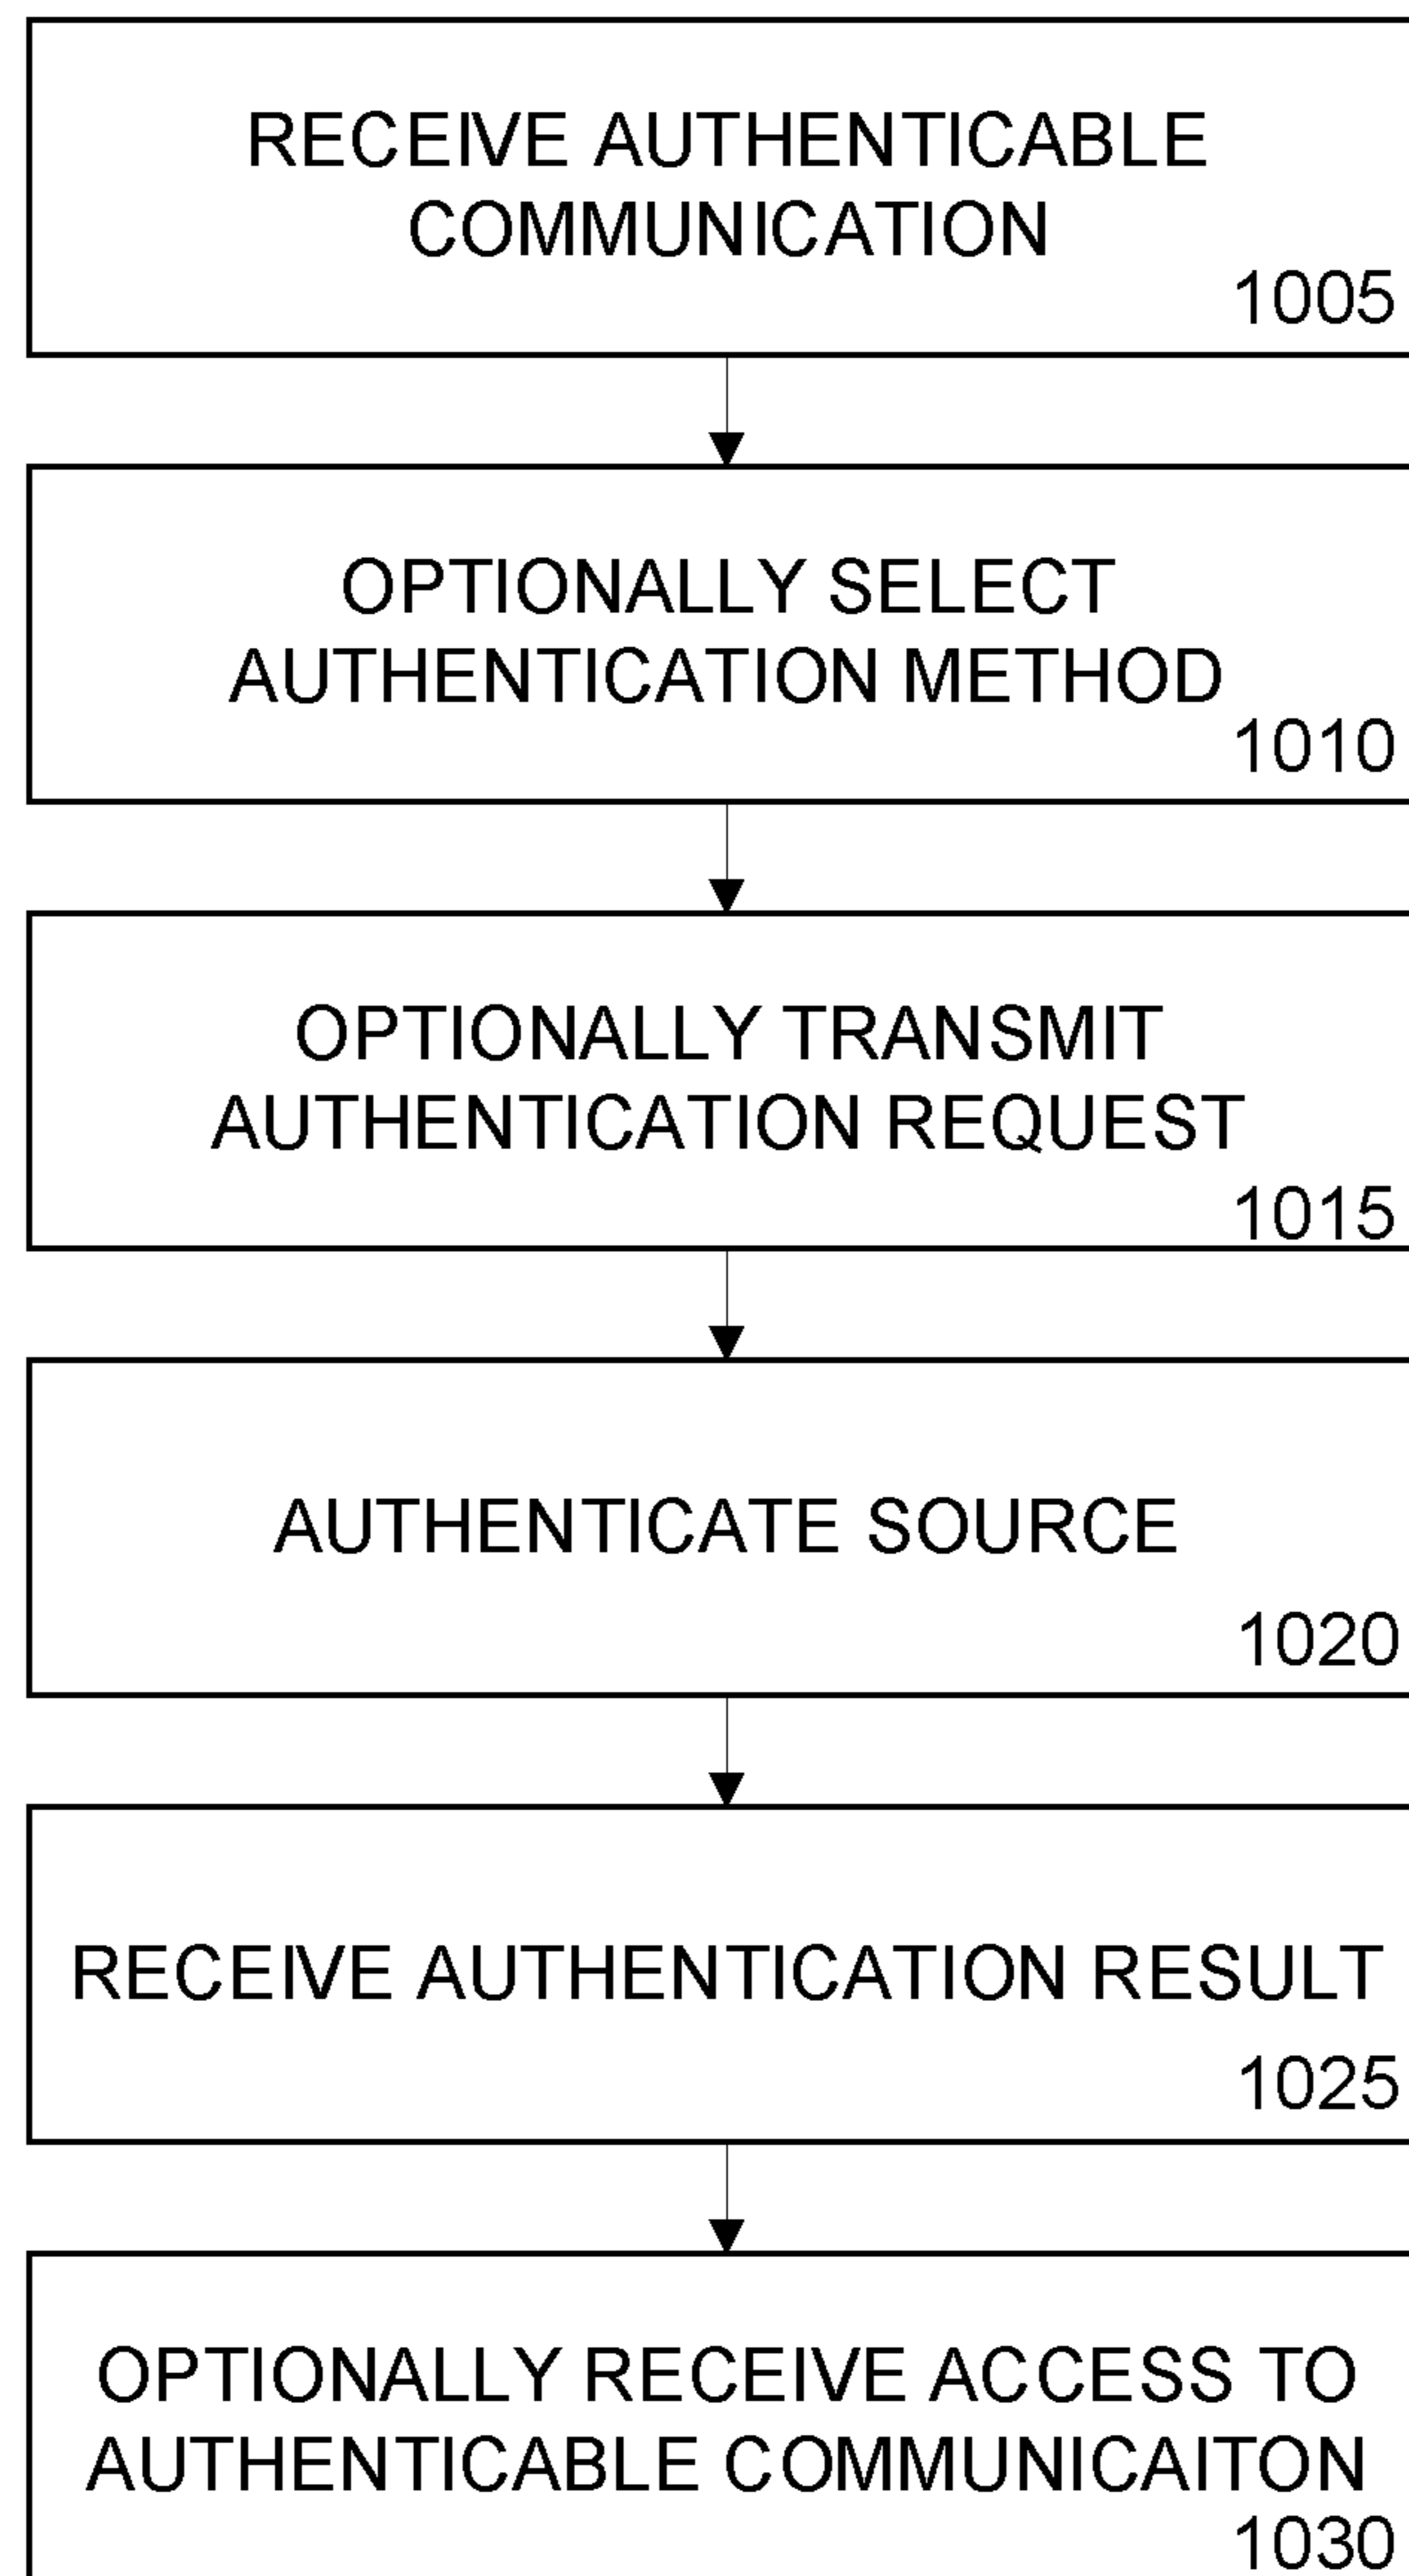 RECEIVE AUTHENTICABLE
COMMUNICATION
1005
OPTIONALLY SELECT
AUTHENTICATION METHOD
1010
OPTIONALLY TRANSMIT
AUTHENTICATION REQUEST
1015
AUTHENTICATE SOURCE
1020
RECEIVE AUTHENTICATION RESULT
1025
OPTIONALLY RECEIVE ACCESS TO
AUTHENTICABLE COMMUNICAITON
1030